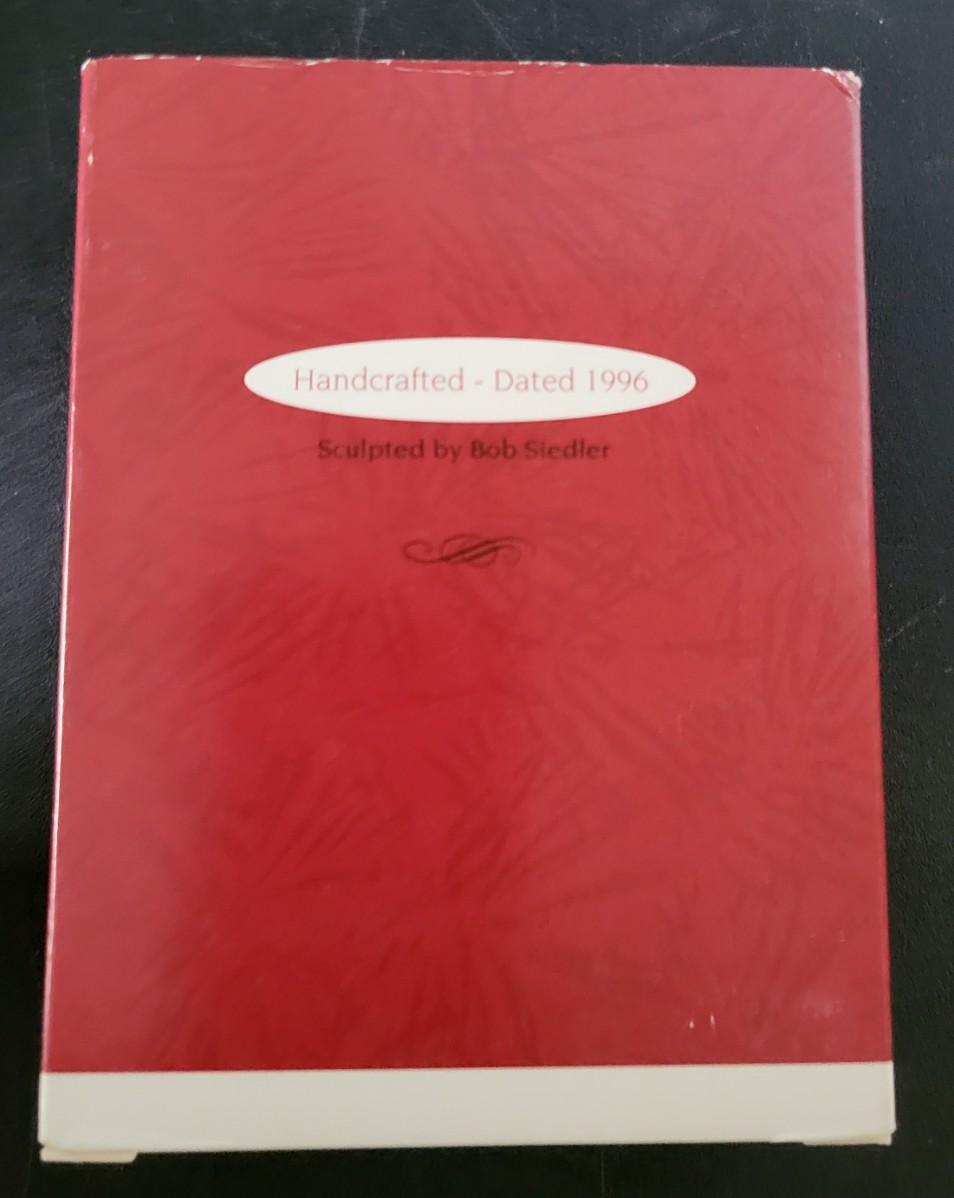 Handcrafted - Dated 1996
Sculpted by Bob Siedler